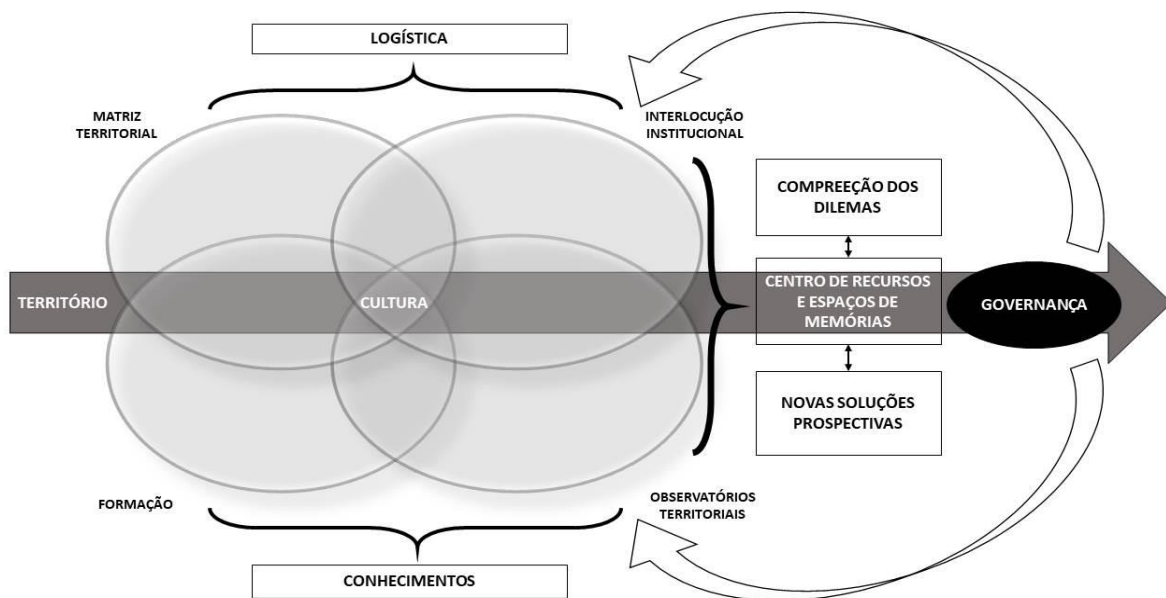 LOGÍSTICA
MATRIZ
TERRITORIAL
INTERLOCUÇÃO
INSTITUCIONAL
COMPREEÇÃO DOS
DILEMAS
TERRITÓRIO
CULTURA
CENTRO DE RECURSOS
E ESPAÇOS DE
MEMÓRIAS
GOVERNANÇA
NOVAS SOLUÇÕES
PROSPECTIVAS
FORMAÇÃO
OBSERVATÓRIOS
TERRITORIAIS
CONHECIMENTOS